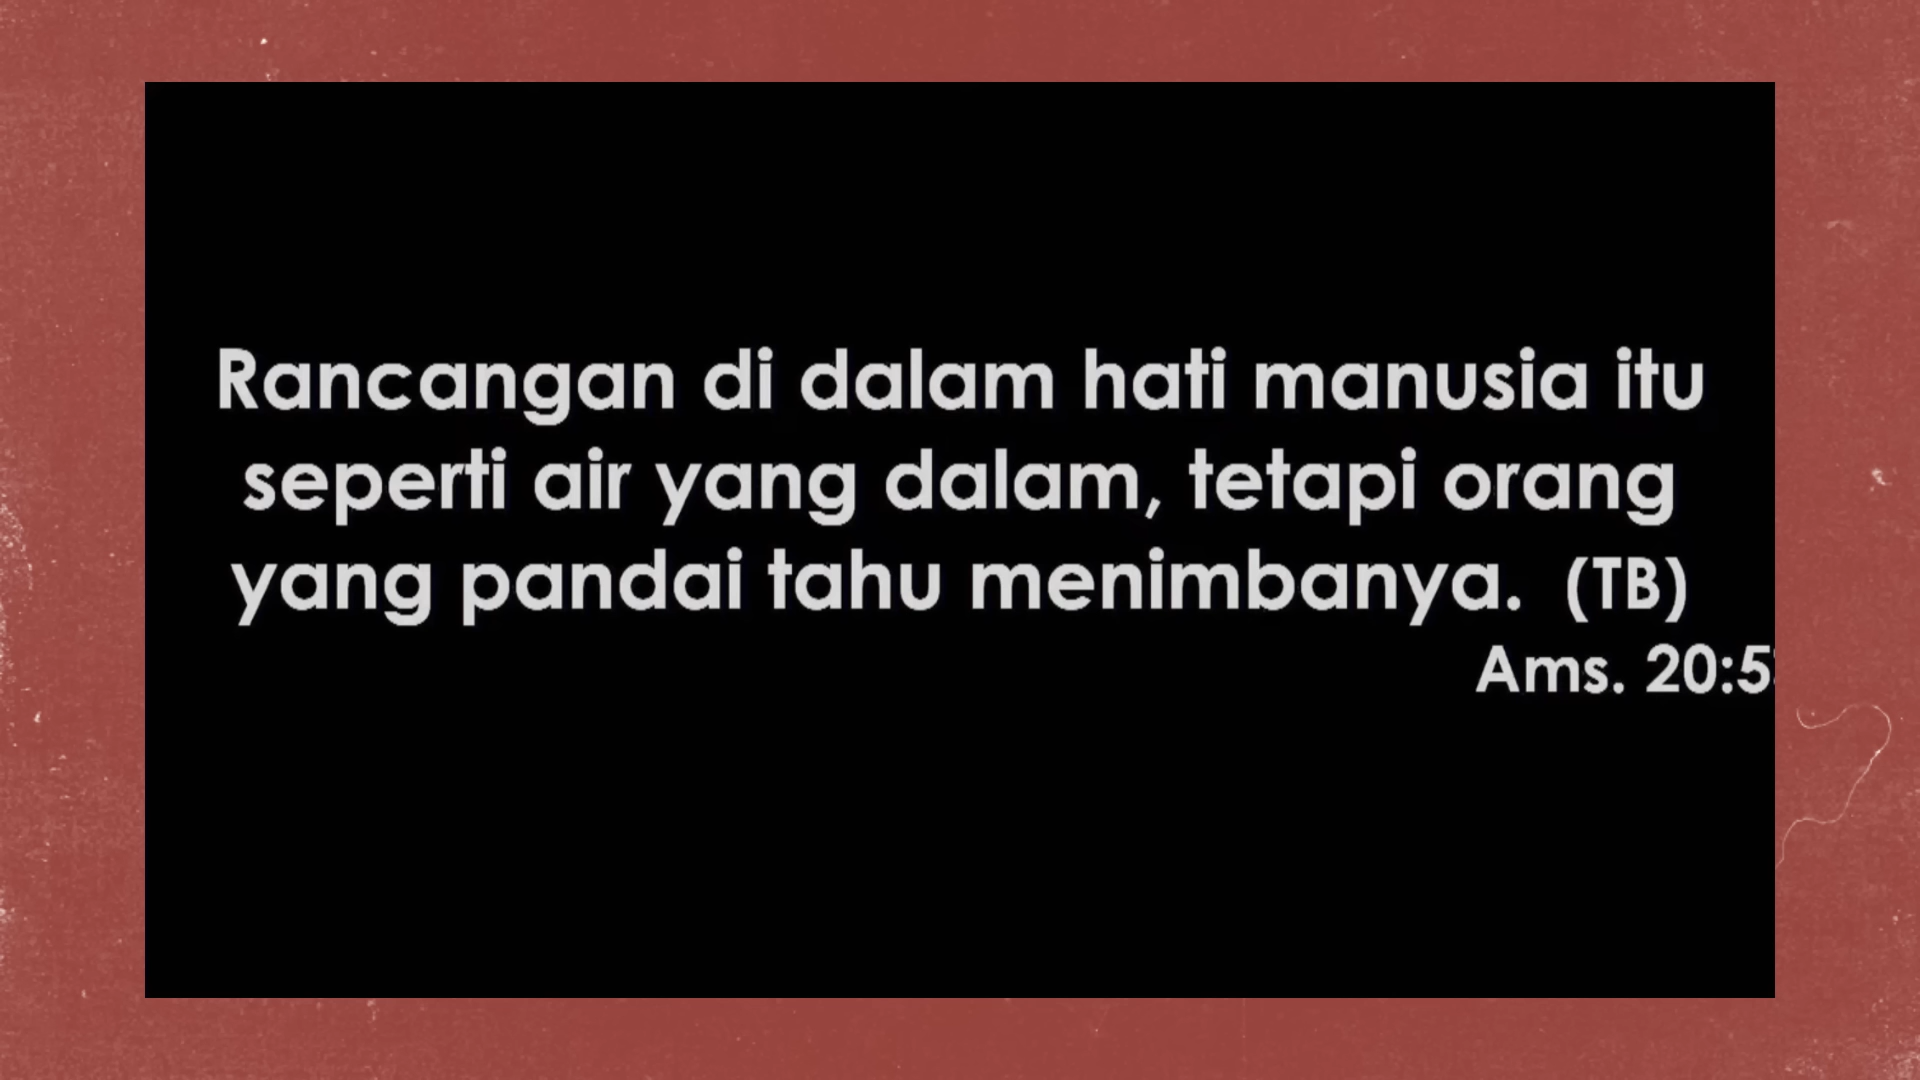 Rancangan di dalam hati manusia itu
seperti air yang dalam, tetapi orang
yang pandai tahu menimbanya. (TB)
Ams. 20:5